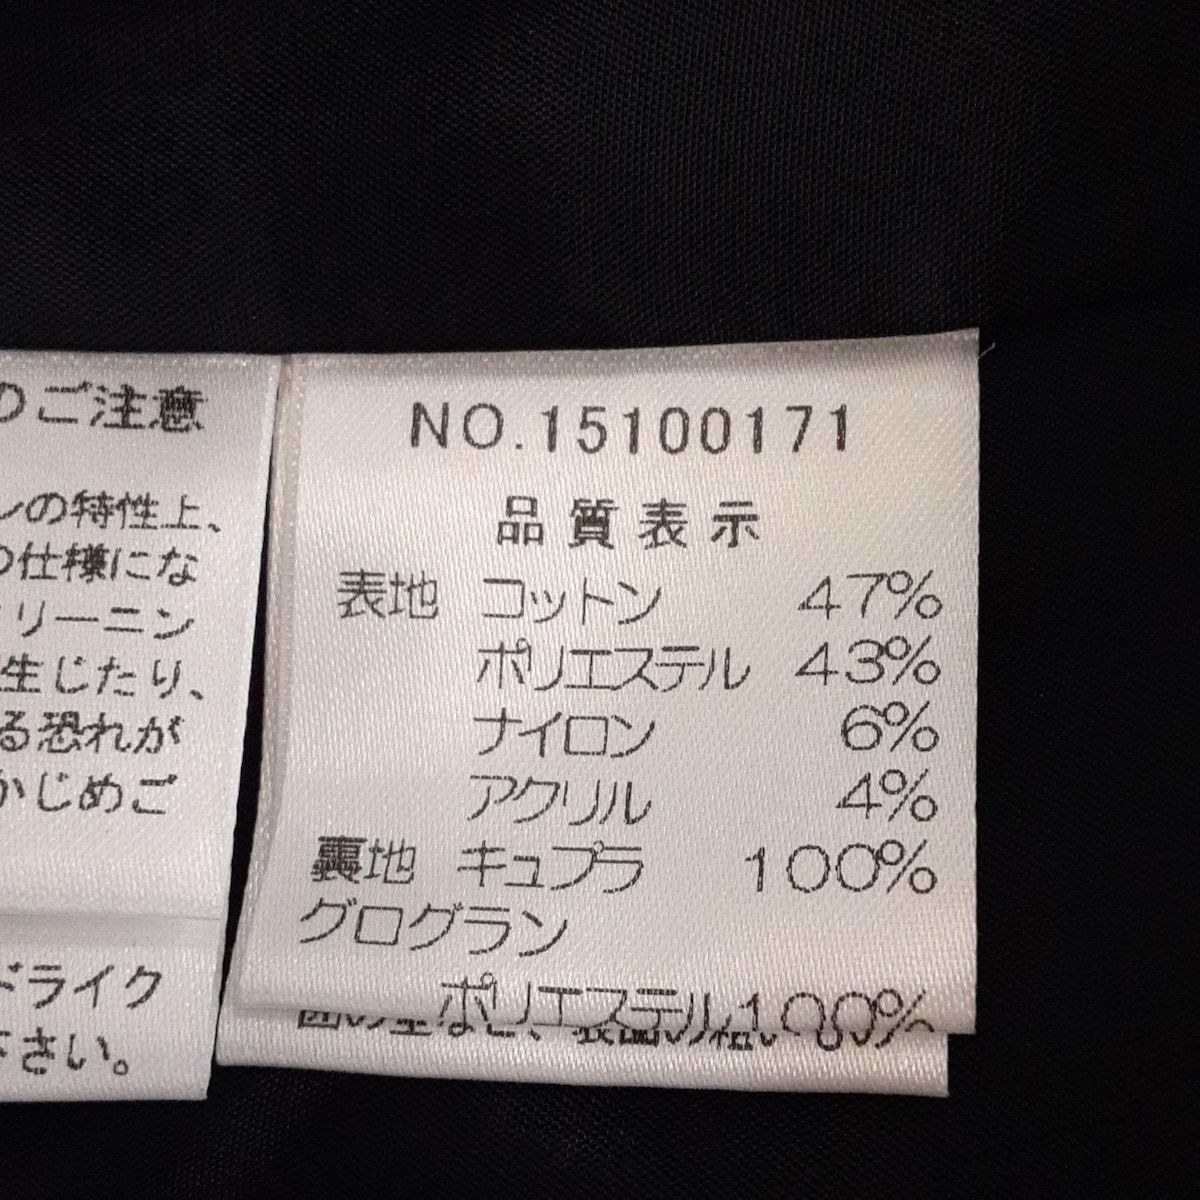 のご注意
ンの特性上、
の仕様にな
クリーニン
生じたり、
る恐れが
かじめご
ドライク
下さい。
NO.15100171
品質表示
表地 コットン 47%
ポリエステル 43%
ナイロン 6%
アクリル 4%
裏地 キュプラ 100%
グログラン
ポリエステル100%